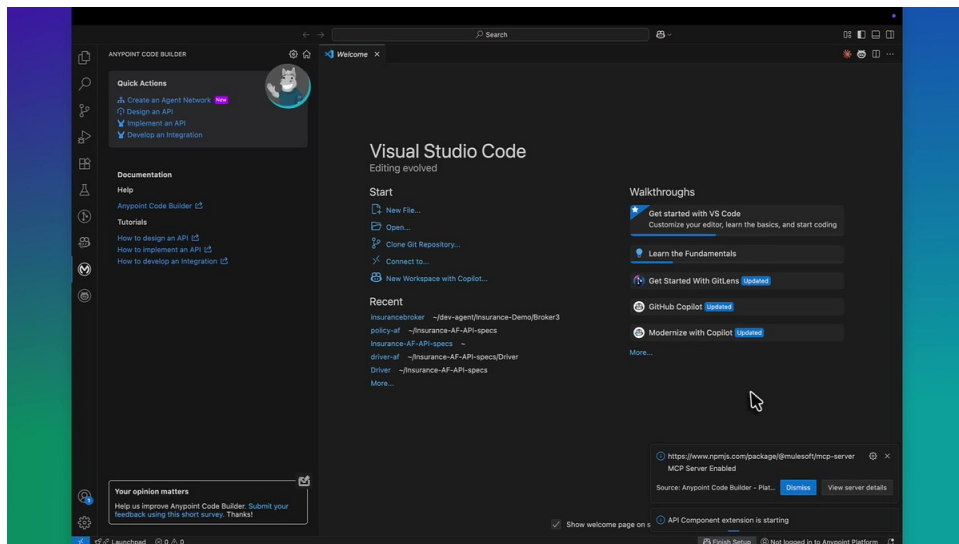 Search
ANYPOINT CODE BUILDER
Welcome
Quick Actions
Create an Agent Network New
Design an API
Implement an API
Develop an Integration
Documentation
Help
Anypoint Code Builder
Tutorials
How to design an API
How to implement an API
How to develop an Integration
Your opinion matters
Help us improve Anypoint Code Builder. Submit your
feedback using this short survey. Thanks!
Visual Studio Code
Editing evolved
Start
New File...
Open...
Clone Git Repository...
Connect to...
New Workspace with Copilot...
Recent
insurancebroker ~/dev-agent/Insurance-Demo/Broker3
policy-af ~/Insurance-AF-API-specs
Insurance-AF-API-specs ~
driver-af ~/Insurance-AF-API-specs/Driver
Driver ~/Insurance-AF-API-specs
More...
Walkthroughs
Get started with VS Code
Customize your editor, learn the basics, and start coding
Learn the Fundamentals
Get Started With GitLens Updated
GitHub Copilot Updated
Modernize with Copilot Updated
More...
Show welcome page on s
https://www.npmjs.com/package/@mulesoft/mcp-server
MCP Server Enabled
Source: Anypoint Code Builder - Plat... Dismiss View server details
API Component extension is starting
Launchpad 0 0 Finish Setup Not logged in to Anypoint Platform